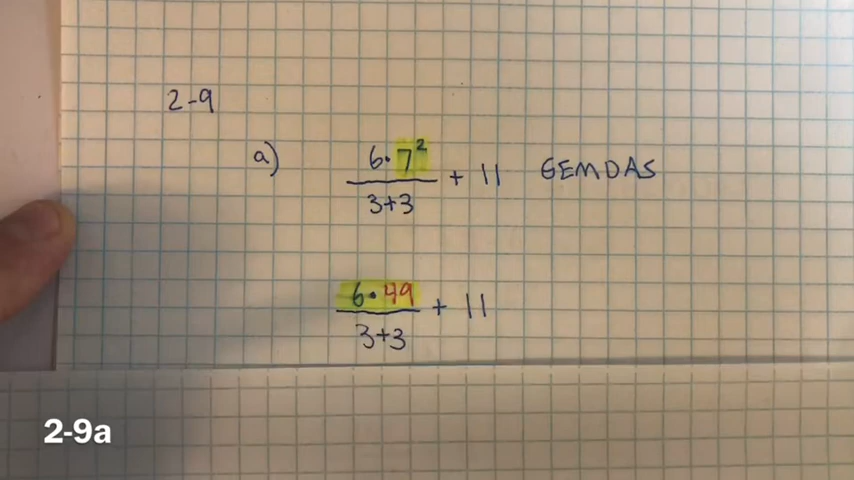 2-9
a) 6·7² / 3+3 + 11 GEMDAS
6·49 / 3+3 + 11
2-9a